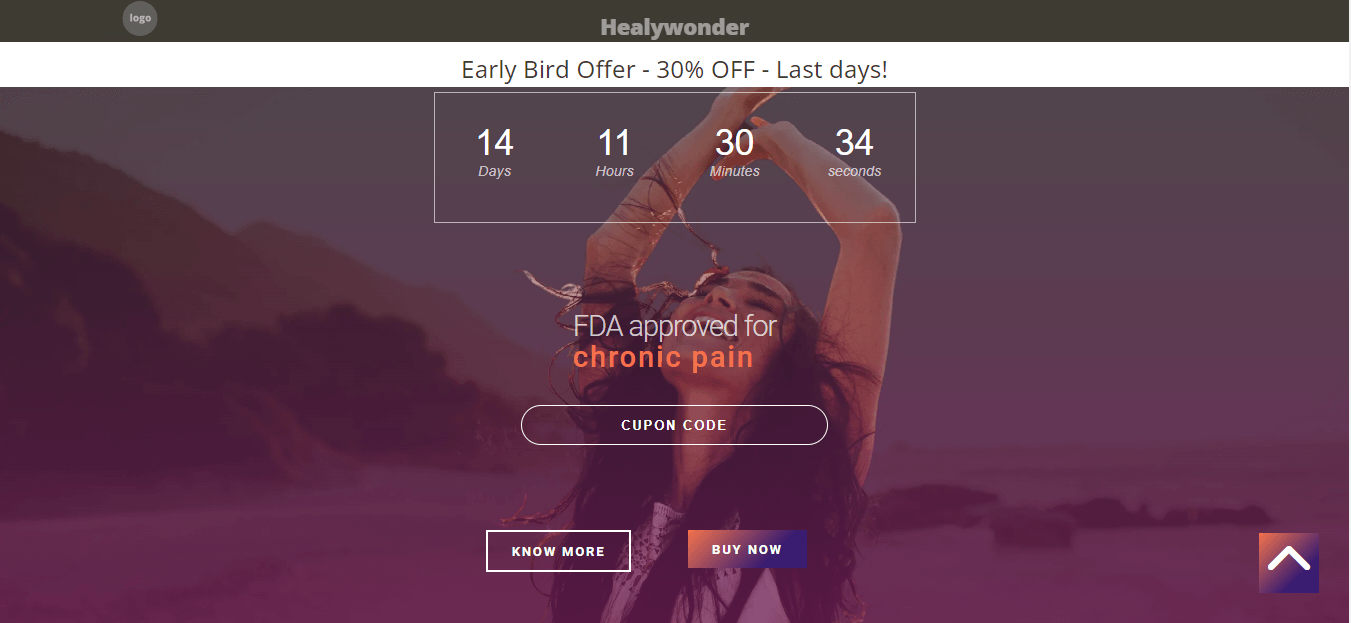 logo
Healywonder
Early Bird Offer - 30% OFF - Last days!
14 11 30 34
Days Hours Minutes seconds
FDA approved for
chronic pain
CUPON CODE
KNOW MORE BUY NOW